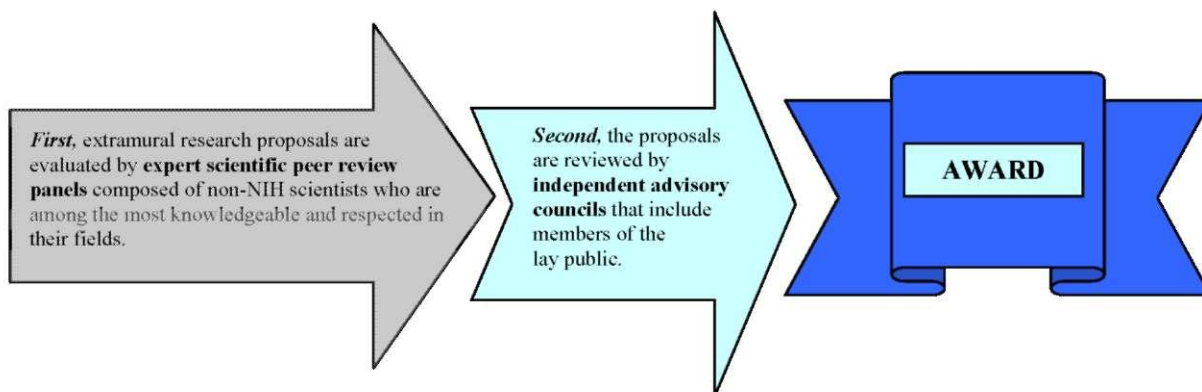 First, extramural research proposals are
evaluated by expert scientific peer review
panels composed of non-NIH scientists who are
among the most knowledgeable and respected in
their fields.
Second, the proposals
are reviewed by
independent advisory
councils that include
members of the
lay public.
AWARD